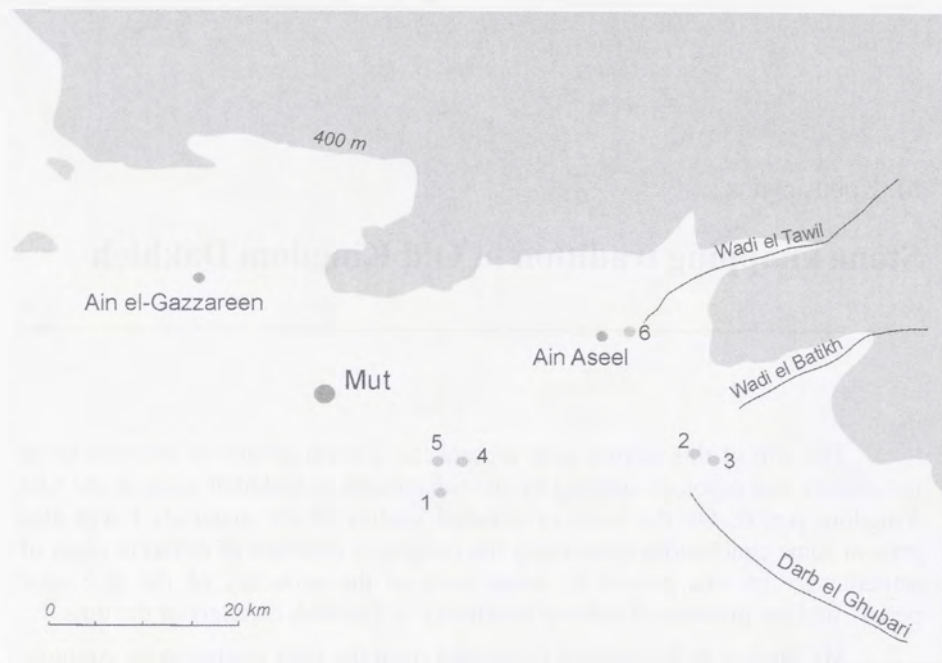 400 m
Wadi el Tawil
Ain el-Gazzareen
6
Ain Aseel
Wadi el Batikh
Mut
5
4
2
3
1
Darb el Ghubari
0
20 km